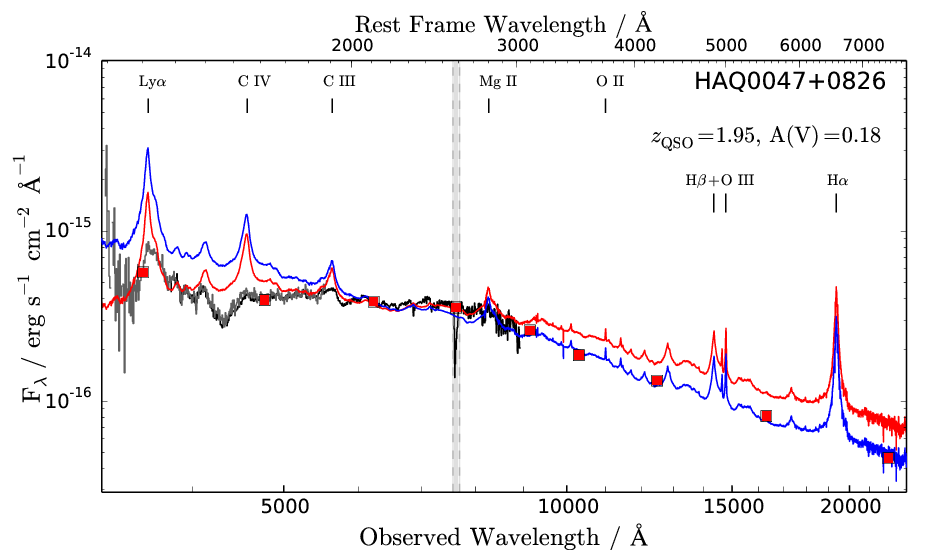 Rest Frame Wavelength / Å
2000 3000 4000 5000 6000 7000
10⁻¹⁴
Lyα C IV C III Mg II O II HAQ0047+0826
z_QSO=1.95, A(V)=0.18
Hβ+O III Hα
10⁻¹⁵
10⁻¹⁶
F_λ / erg s⁻¹ cm⁻² Å⁻¹
5000 10000 15000 20000
Observed Wavelength / Å